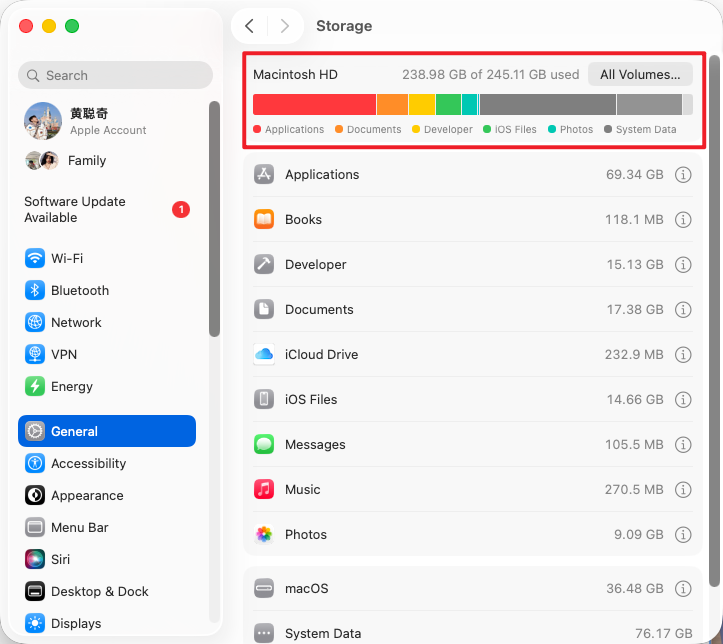 Storage
Search
黄聪奇
Apple Account
Family
Software Update
Available
1
Wi-Fi
Bluetooth
Network
VPN
Energy
General
Accessibility
Appearance
Menu Bar
Siri
Desktop & Dock
Displays
Macintosh HD
238.98 GB of 245.11 GB used
All Volumes...
Applications
Documents
Developer
iOS Files
Photos
System Data
Applications 69.34 GB
Books 118.1 MB
Developer 15.13 GB
Documents 17.38 GB
iCloud Drive 232.9 MB
iOS Files 14.66 GB
Messages 105.5 MB
Music 270.5 MB
Photos 9.09 GB
macOS 36.48 GB
System Data 76.17 GB